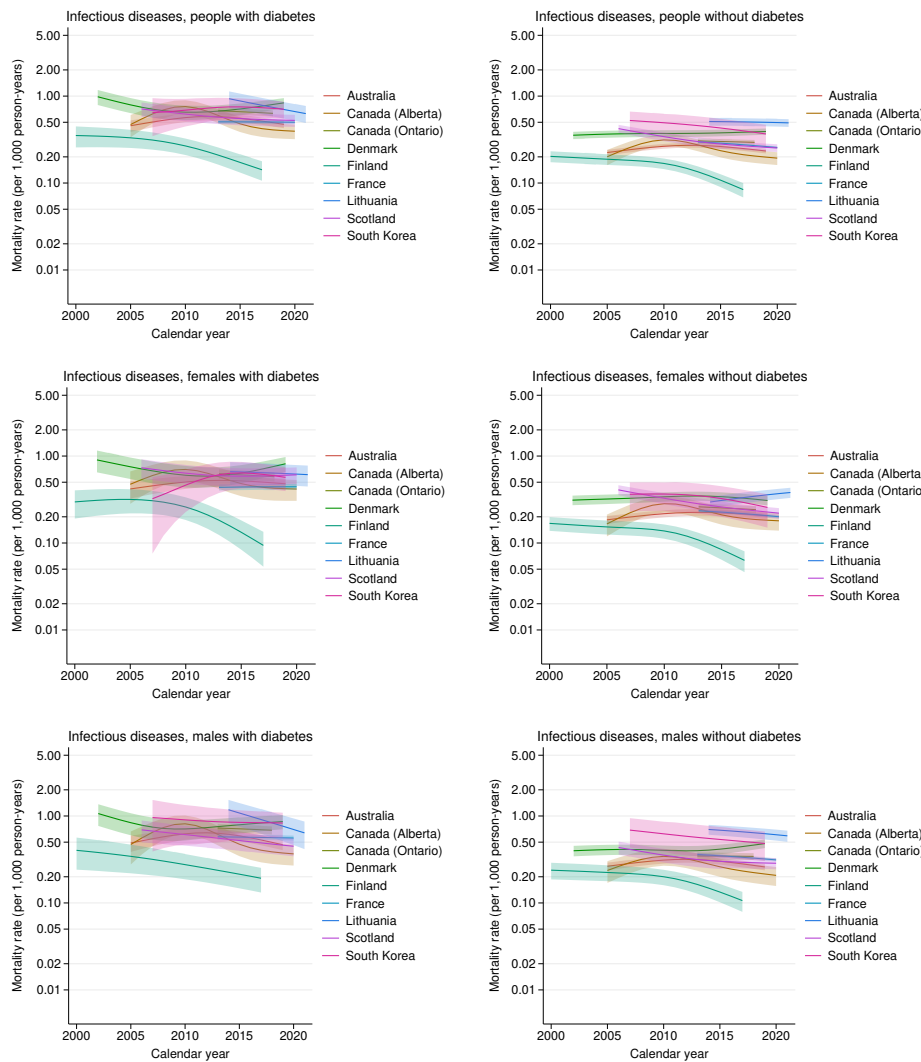 Infectious diseases, people with diabetes
Mortality rate (per 1,000 person-years)
5.00
2.00
1.00
0.50
0.20
0.10
0.05
0.02
0.01
2000 2005 2010 2015 2020
Calendar year
Australia
Canada (Alberta)
Canada (Ontario)
Denmark
Finland
France
Lithuania
Scotland
South Korea
Infectious diseases, people without diabetes
Mortality rate (per 1,000 person-years)
5.00
2.00
1.00
0.50
0.20
0.10
0.05
0.02
0.01
2000 2005 2010 2015 2020
Calendar year
Australia
Canada (Alberta)
Canada (Ontario)
Denmark
Finland
France
Lithuania
Scotland
South Korea
Infectious diseases, females with diabetes
Mortality rate (per 1,000 person-years)
5.00
2.00
1.00
0.50
0.20
0.10
0.05
0.02
0.01
2000 2005 2010 2015 2020
Calendar year
Australia
Canada (Alberta)
Canada (Ontario)
Denmark
Finland
France
Lithuania
Scotland
South Korea
Infectious diseases, females without diabetes
Mortality rate (per 1,000 person-years)
5.00
2.00
1.00
0.50
0.20
0.10
0.05
0.02
0.01
2000 2005 2010 2015 2020
Calendar year
Australia
Canada (Alberta)
Canada (Ontario)
Denmark
Finland
France
Lithuania
Scotland
South Korea
Infectious diseases, males with diabetes
Mortality rate (per 1,000 person-years)
5.00
2.00
1.00
0.50
0.20
0.10
0.05
0.02
0.01
2000 2005 2010 2015 2020
Calendar year
Australia
Canada (Alberta)
Canada (Ontario)
Denmark
Finland
France
Lithuania
Scotland
South Korea
Infectious diseases, males without diabetes
Mortality rate (per 1,000 person-years)
5.00
2.00
1.00
0.50
0.20
0.10
0.05
0.02
0.01
2000 2005 2010 2015 2020
Calendar year
Australia
Canada (Alberta)
Canada (Ontario)
Denmark
Finland
France
Lithuania
Scotland
South Korea